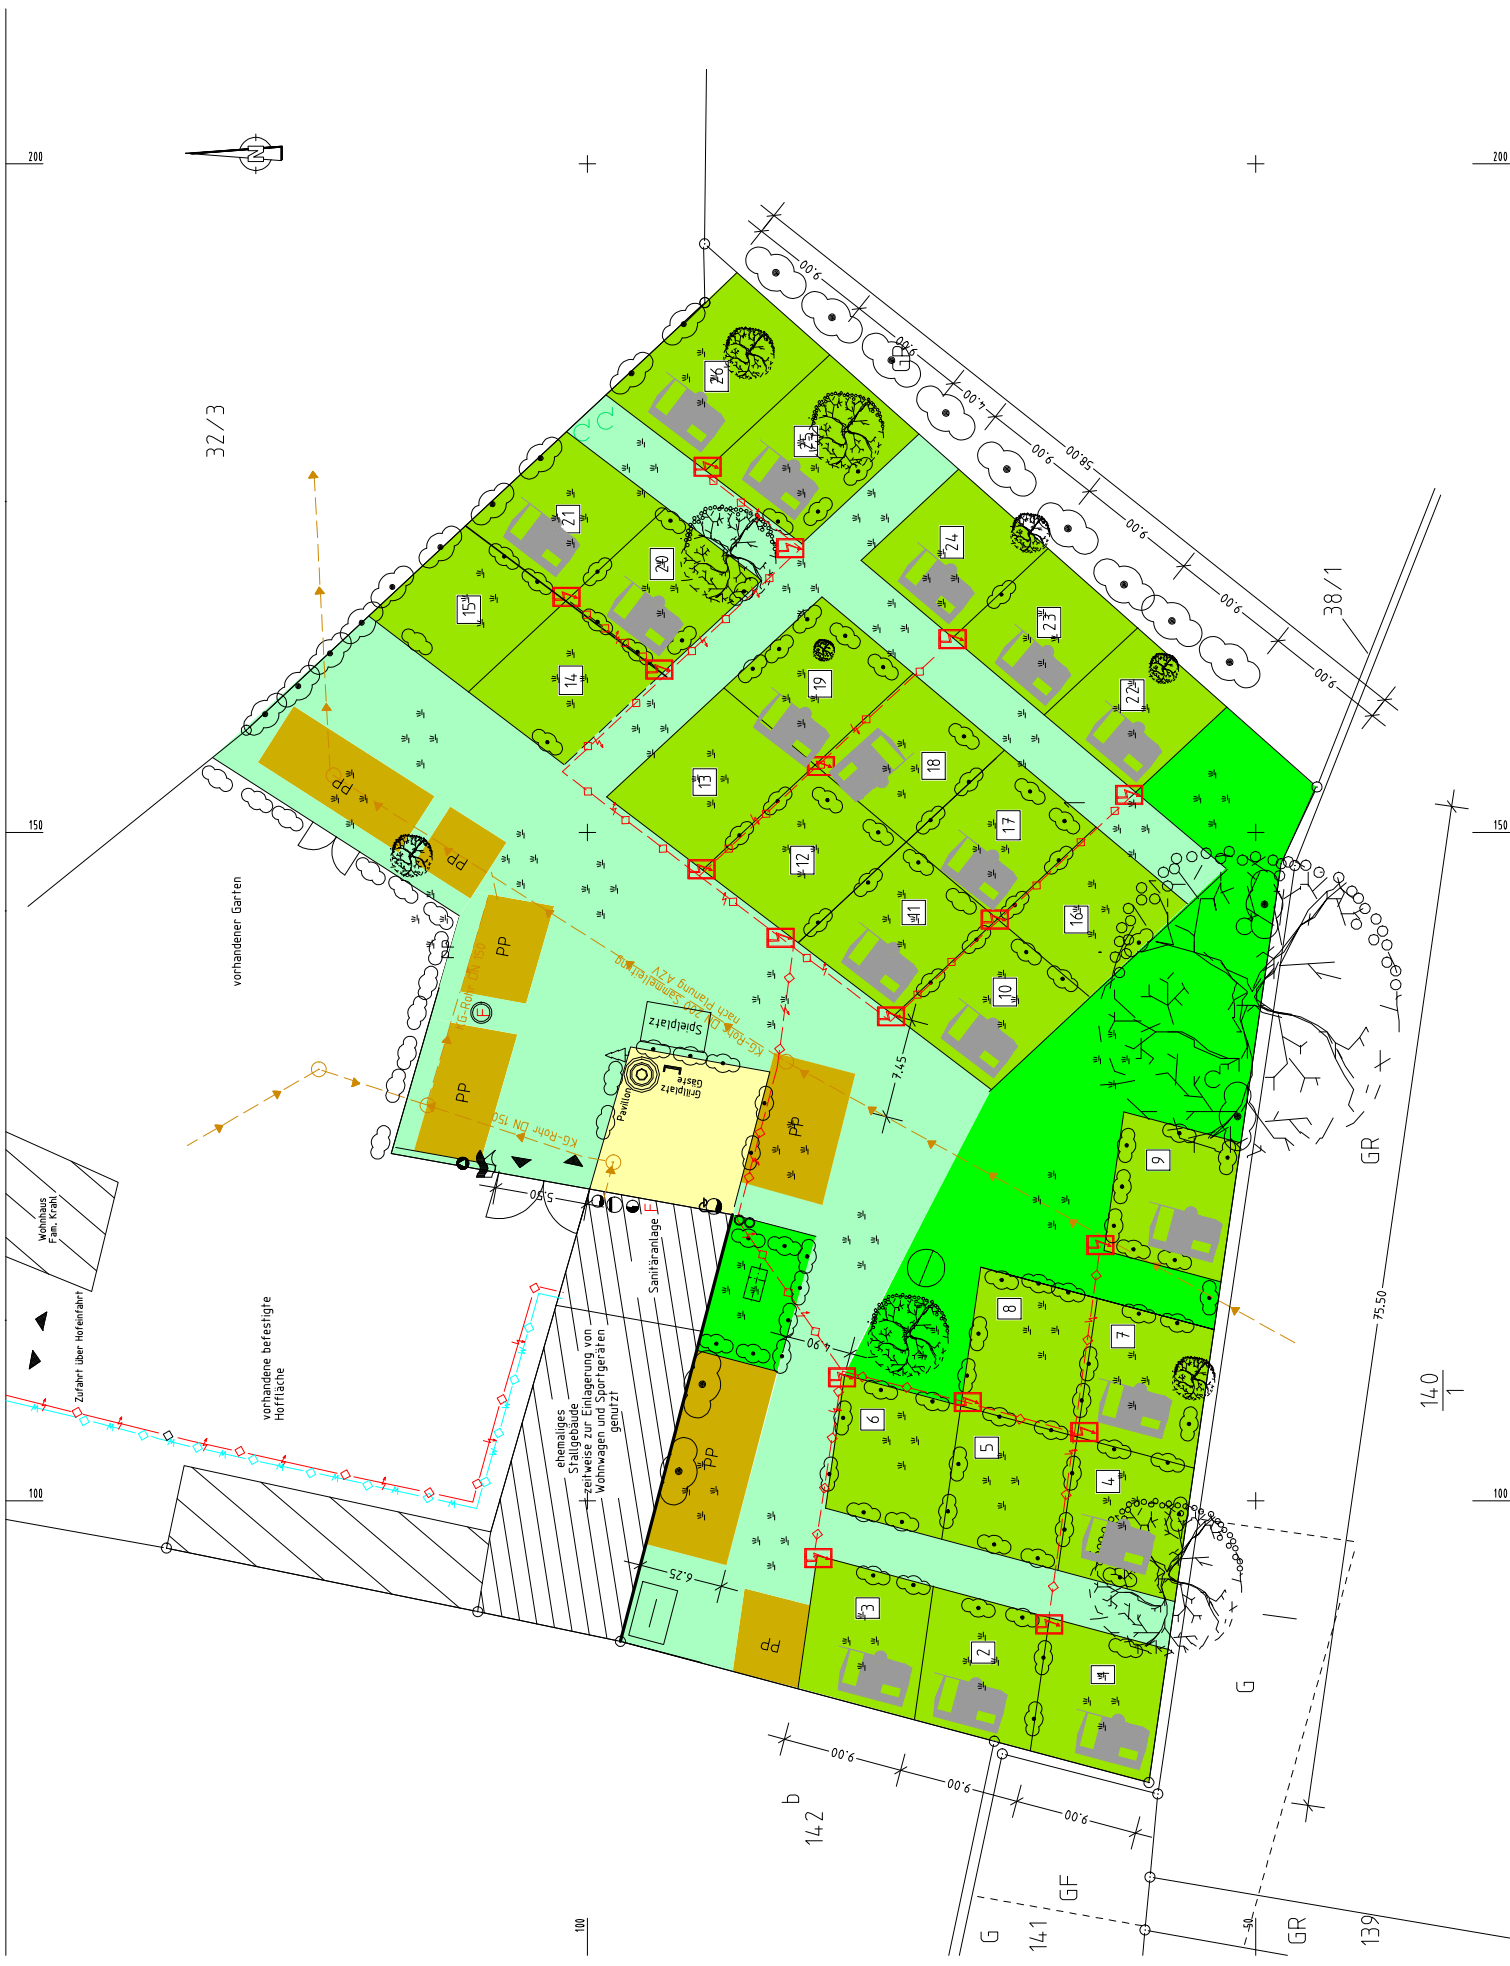 200
200
N
32/3
9.00
9.00
GR
4.00
9.00
58.00
9.00
9.00
9.00
38/1
26
25
21
20
15
14
24
23
22
19
13
18
12
17
11
16
10
150
150
PP
PP
PP
PP
PP
PP
PP
PP
vorhandener Garten
KG-Rohr DN 150
F
KG-Rohr DN 200 Sammelleitung
nach Planung AZV
Spielplatz
Grillplatz
Gäste
Pavillon
KG-Rohr DN 150
7.45
5.50
Wohnhaus
Fam. Krahl
Zufahrt über Hofeinfahrt
vorhandene befestigte
Hoffläche
Sanitäranlage
F
ehemaliges
Stallgebäude
zeitweise zur Einlagerung von
Wohnwagen und Sportgeräten
genutzt
4.90
9
8
7
6
5
4
3
2
1
6.25
GR
75.50
140
1
100
100
G
9.00
9.00
9.00
b
142
G
141
GF
GR
139
100
50